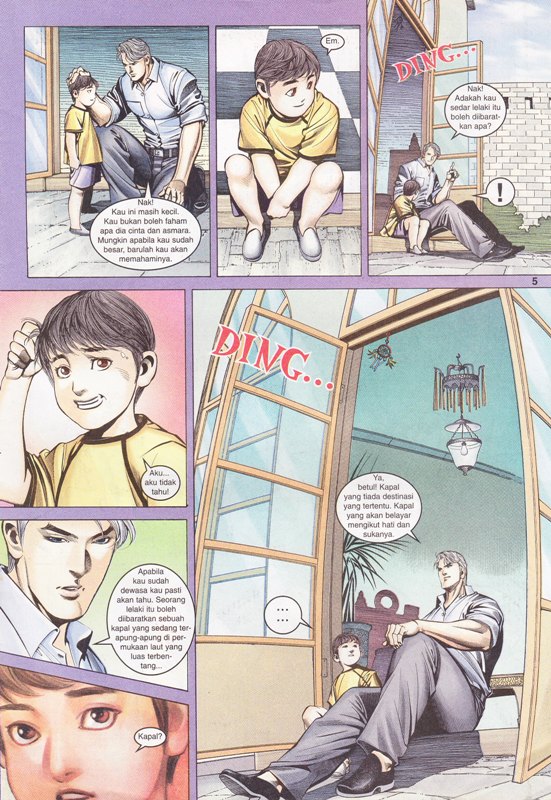 Nak!
Kau ini masih kecil.
Kau bukan boleh faham
apa dia cinta dan asmara.
Mungkin apabila kau sudah
besar, barulah kau akan
memahaminya.
Em.
DING...
Nak!
Adakah kau
sedar lelaki itu
boleh diibarat-
kan apa?
!
5
Aku...
aku tidak
tahu!
Apabila
kau sudah
dewasa kau pasti
akan tahu. Seorang
lelaki itu boleh
diibaratkan sebuah
kapal yang sedang ter-
apung-apung di per-
mukaan laut yang
luas terben-
tang...
Kapal?
DING...
Ya,
betul! Kapal
yang tiada destinasi
yang tertentu. Kapal
yang akan belayar
mengikut hati dan
sukanya.
...
...